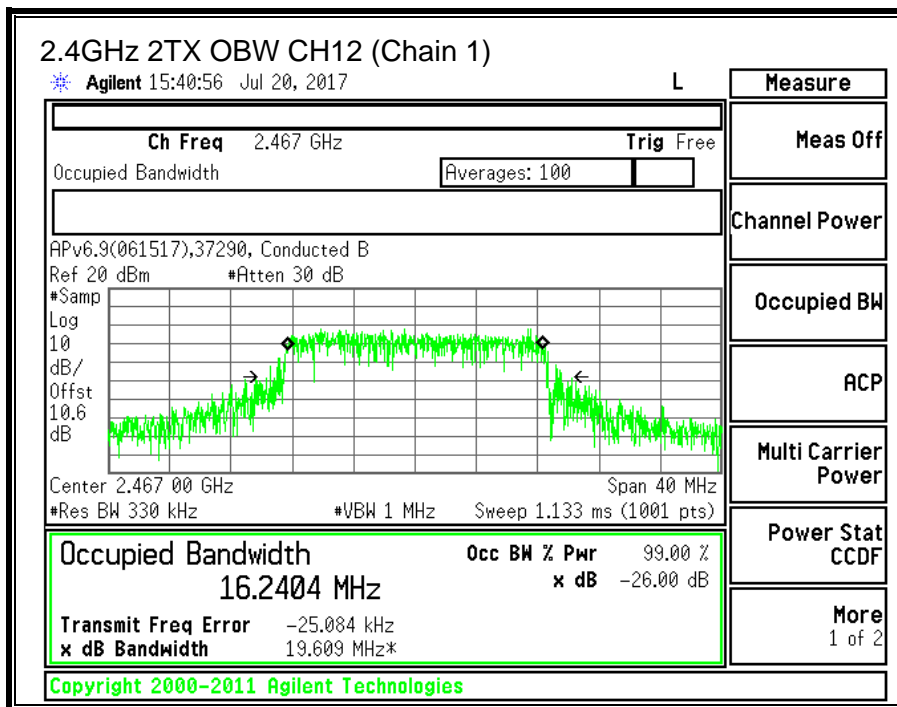 2.4GHz 2TX OBW CH12 (Chain 1)
Agilent 15:40:56 Jul 20, 2017 L
Ch Freq 2.467 GHz Trig Free
Occupied Bandwidth Averages: 100
APv6.9(061517),37290, Conducted B
Ref 20 dBm #Atten 30 dB
#Samp
Log
10
dB/
Offst
10.6
dB
Center 2.467 00 GHz Span 40 MHz
#Res BW 330 kHz #VBW 1 MHz Sweep 1.133 ms (1001 pts)
Occupied Bandwidth Occ BW % Pwr 99.00 %
16.2404 MHz x dB -26.00 dB
Transmit Freq Error -25.084 kHz
x dB Bandwidth 19.609 MHz*
Copyright 2000-2011 Agilent Technologies
Measure
Meas Off
Channel Power
Occupied BW
ACP
Multi Carrier
Power
Power Stat
CCDF
More
1 of 2